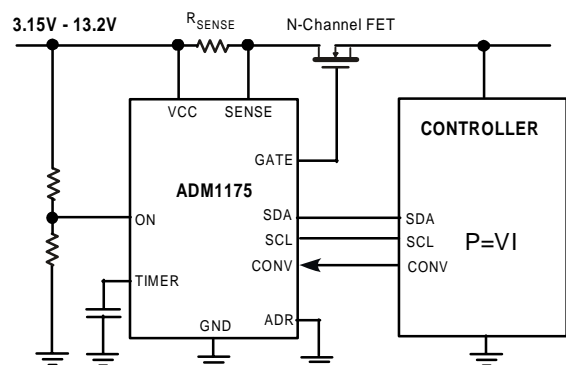 3.15V - 13.2V
RSENSE
N-Channel FET
VCC
SENSE
CONTROLLER
GATE
ADM1175
ON
SDA
SDA
SCL
SCL
P=VI
CONV
CONV
TIMER
GND
ADR